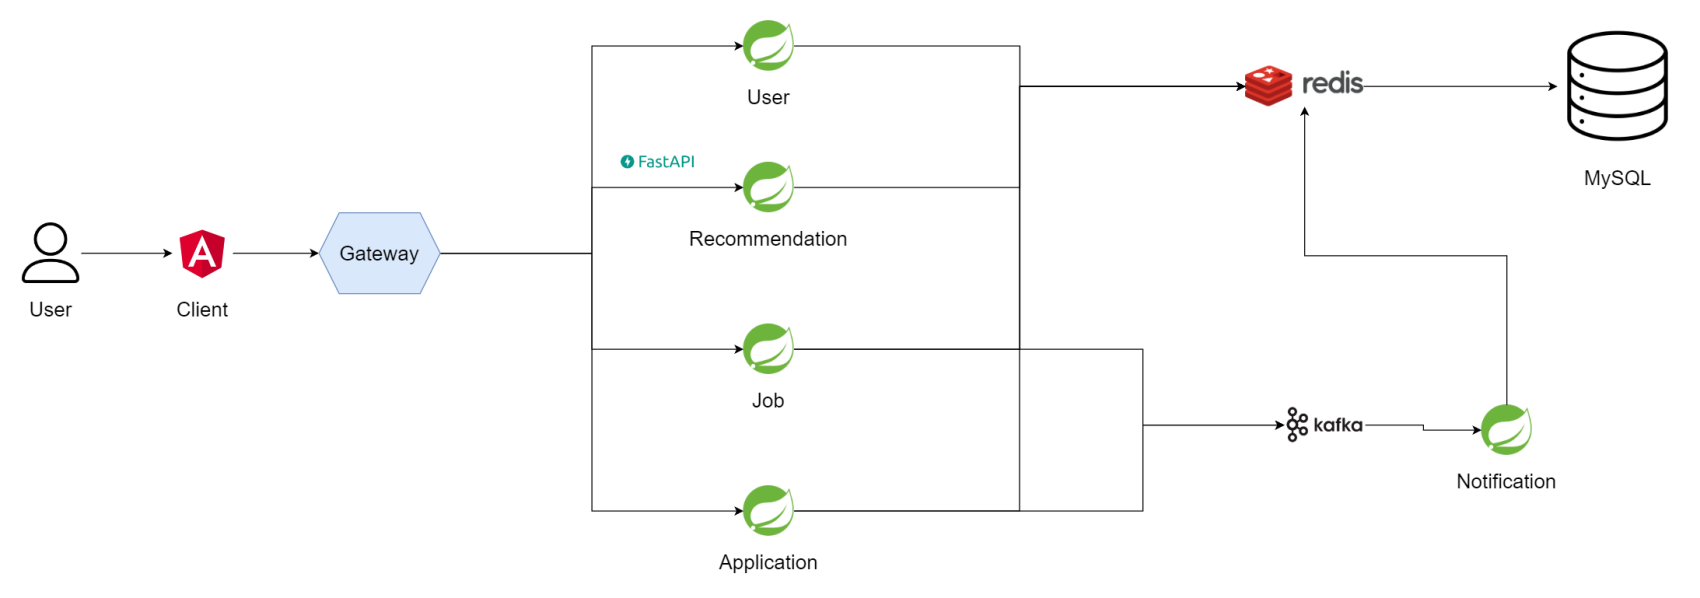 User
FastAPI
Recommendation
User
Client
Gateway
Job
Application
redis
MySQL
kafka
Notification